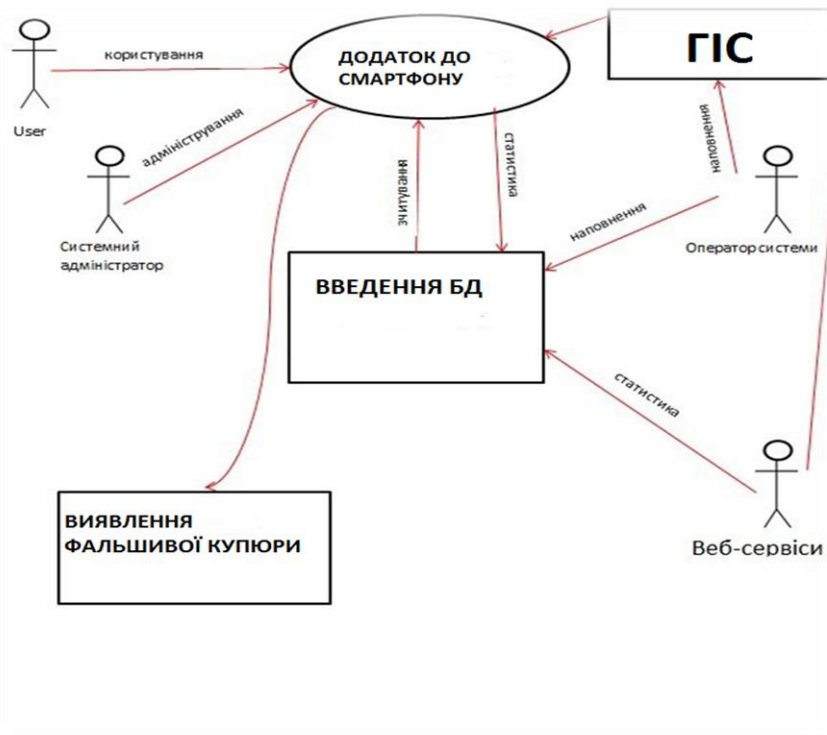 ДОДАТОК ДО
СМАРТФОНУ
ГІС
користування
User
адміністрування
зчитування
статистика
наповнення
наповнення
Системний
адміністратор
Оператор системи
ВВЕДЕННЯ БД
статистика
ВИЯВЛЕННЯ
ФАЛЬШИВОЇ КУПЮРИ
Веб-сервіси